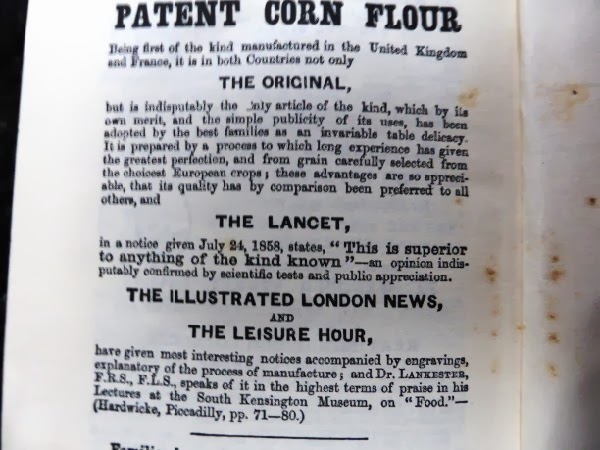 PATENT CORN FLOUR
Being first of the kind manufactured in the United Kingdom
and France, it is in both Countries not only
THE ORIGINAL,
but is indisputably the only article of the kind, which by its
own merit, and the simple publicity of its uses, has been
adopted by the best families as an invariable table delicacy.
It is prepared by a process to which long experience has given
the greatest perfection, and from grain carefully selected from
the choicest European crops; these advantages are so appreci-
able, that its quality has by comparison been preferred to all
others, and
THE LANCET,
in a notice given July 24, 1858, states, "This is superior
to anything of the kind known"—an opinion indis-
putably confirmed by scientific tests and public appreciation.
THE ILLUSTRATED LONDON NEWS,
AND
THE LEISURE HOUR,
have given most interesting notices accompanied by engravings,
explanatory of the process of manufacture; and Dr. LANKESTER,
F.R.S., F.L.S., speaks of it in the highest terms of praise in his
Lectures at the South Kensington Museum, on "Food."—
(Hardwicke, Piccadilly, pp. 71—80.)